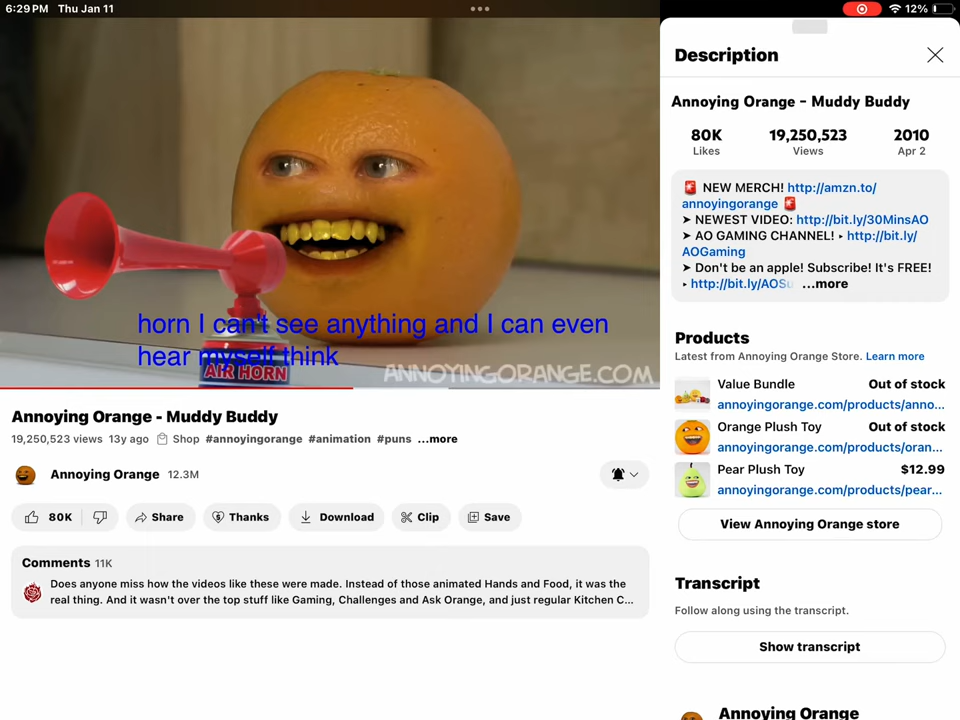 6:29 PM Thu Jan 11
12%
horn I can't see anything and I can even
hear myself think
AIR HORN
ANNOYINGORANGE.COM
Annoying Orange - Muddy Buddy
19,250,523 views 13y ago Shop #annoyingorange #animation #puns ...more
Annoying Orange 12.3M
80K Share Thanks Download Clip Save
Comments 11K
Does anyone miss how the videos like these were made. Instead of those animated Hands and Food, it was the
real thing. And it wasn't over the top stuff like Gaming, Challenges and Ask Orange, and just regular Kitchen C...
Description
Annoying Orange - Muddy Buddy
80K 19,250,523 2010
Likes Views Apr 2
🚨 NEW MERCH! http://amzn.to/
annoyingorange 🚨
➤ NEWEST VIDEO: http://bit.ly/30MinsAO
➤ AO GAMING CHANNEL! ‣ http://bit.ly/
AOGaming
➤ Don't be an apple! Subscribe! It's FREE!
‣ http://bit.ly/AOSu ...more
Products
Latest from Annoying Orange Store. Learn more
Value Bundle Out of stock
annoyingorange.com/products/anno...
Orange Plush Toy Out of stock
annoyingorange.com/products/oran...
Pear Plush Toy $12.99
annoyingorange.com/products/pear...
View Annoying Orange store
Transcript
Follow along using the transcript.
Show transcript
Annoying Orange